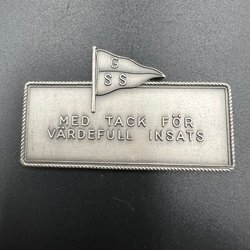 G
SS
MED TACK FÖR
VÄRDEFULL INSATS